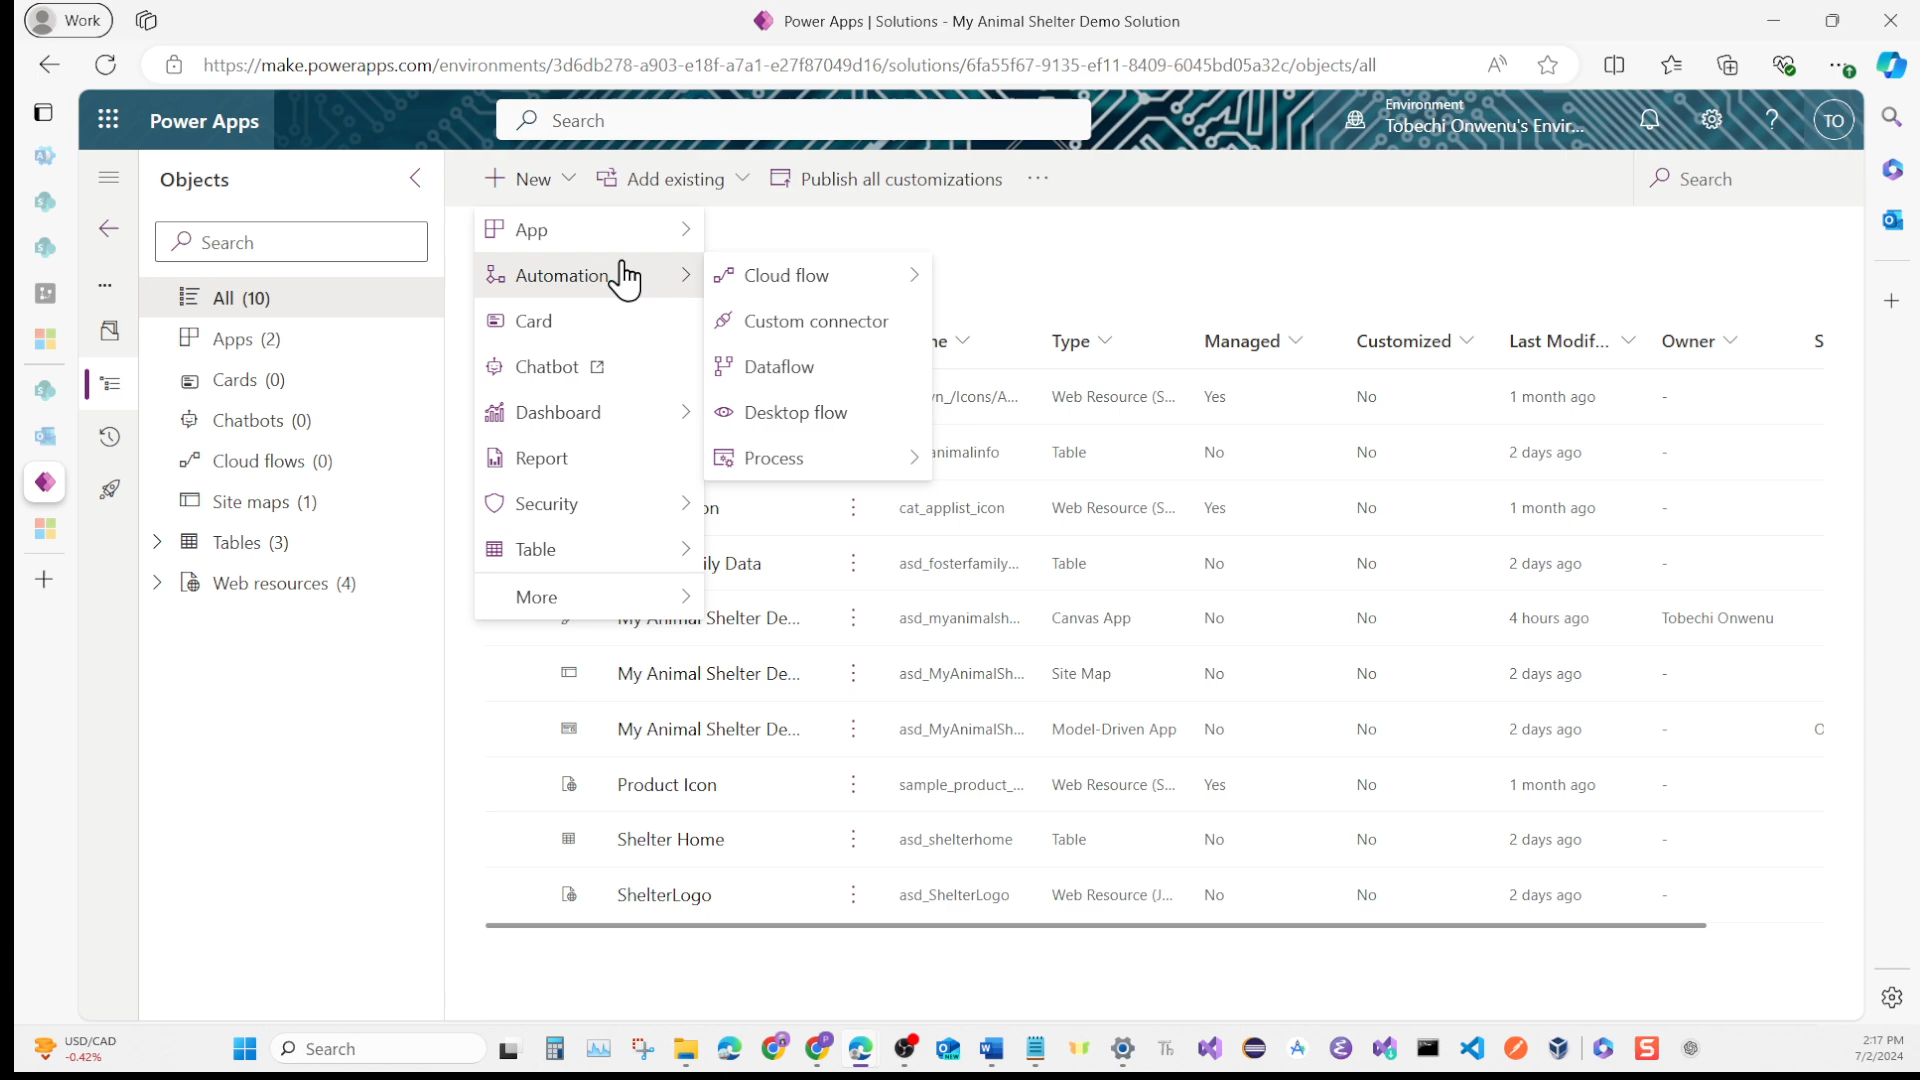 Work
Power Apps | Solutions - My Animal Shelter Demo Solution
https://make.powerapps.com/environments/3d6db278-a903-e18f-a7a1-e27f87049d16/solutions/6fa55f67-9135-ef11-8409-6045bd05a32c/objects/all
Power Apps
Search
Environment
Tobechi Onwenu's Envir...
TO
Objects
Search
All (10)
Apps (2)
Cards (0)
Chatbots (0)
Cloud flows (0)
Site maps (1)
Tables (3)
Web resources (4)
New
Add existing
Publish all customizations
Search
App
Automation
Card
Chatbot
Dashboard
Report
Security
Table
More
Cloud flow
Custom connector
Dataflow
Desktop flow
Process
me Type Managed Customized Last Modif... Owner S
yn_/Icons/A... Web Resource (S... Yes No 1 month ago -
animalinfo Table No No 2 days ago -
on cat_applist_icon Web Resource (S... Yes No 1 month ago -
ily Data asd_fosterfamily... Table No No 2 days ago -
My Animal Shelter De... asd_myanimalsh... Canvas App No No 4 hours ago Tobechi Onwenu
My Animal Shelter De... asd_MyAnimalSh... Site Map No No 2 days ago -
My Animal Shelter De... asd_MyAnimalSh... Model-Driven App No No 2 days ago - O
Product Icon sample_product_... Web Resource (S... Yes No 1 month ago -
Shelter Home asd_shelterhome Table No No 2 days ago -
ShelterLogo asd_ShelterLogo Web Resource (J... No No 2 days ago -
USD/CAD
-0.42%
Search
2:17 PM
7/2/2024